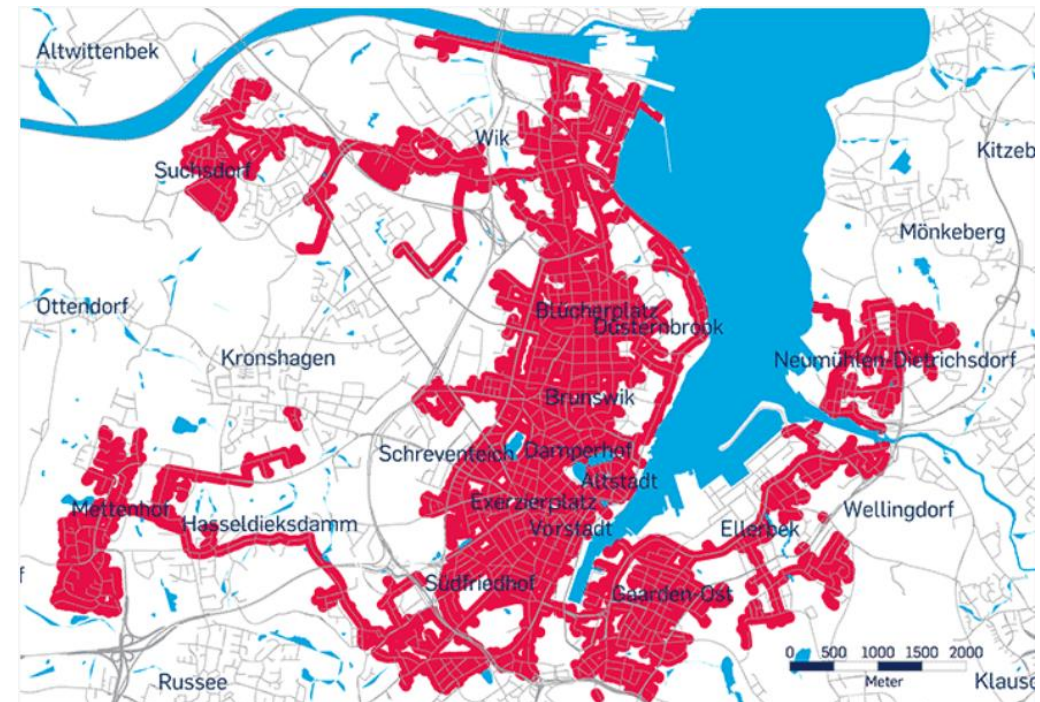 Altwittenbek
Wik
Kitzeb
Suchsdorf
Mönkeberg
Ottendorf
Blücherplatz
Düsternbrook
Kronshagen
Neumühlen-Dietrichsdorf
Brunswik
Schreventeich
Damperhof
Altstadt
Mettenhof
Exerzierplatz
Wellingdorf
Hasseldieksdamm
Vorstadt
Ellerbek
f
Südfriedhof
Gaarden-Ost
0 500 1000 1500 2000
Meter
Russee
Klausd